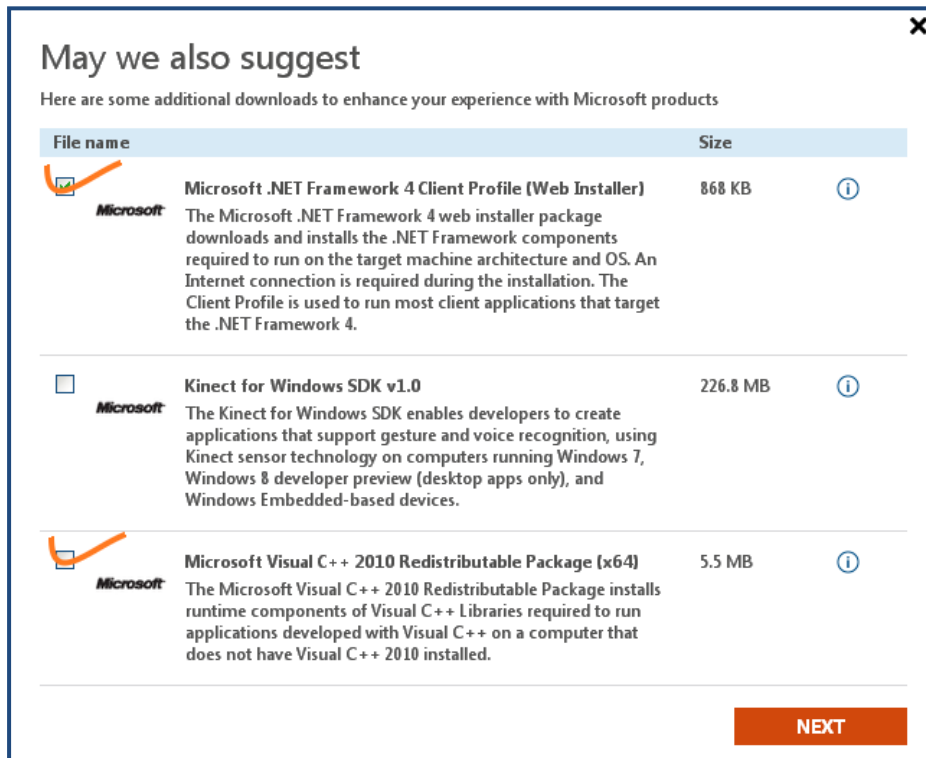 May we also suggest
Here are some additional downloads to enhance your experience with Microsoft products
File name Size
Microsoft .NET Framework 4 Client Profile (Web Installer) 868 KB
Microsoft
The Microsoft .NET Framework 4 web installer package
downloads and installs the .NET Framework components
required to run on the target machine architecture and OS. An
Internet connection is required during the installation. The
Client Profile is used to run most client applications that target
the .NET Framework 4.
Kinect for Windows SDK v1.0 226.8 MB
Microsoft
The Kinect for Windows SDK enables developers to create
applications that support gesture and voice recognition, using
Kinect sensor technology on computers running Windows 7,
Windows 8 developer preview (desktop apps only), and
Windows Embedded-based devices.
Microsoft Visual C++ 2010 Redistributable Package (x64) 5.5 MB
Microsoft
The Microsoft Visual C++ 2010 Redistributable Package installs
runtime components of Visual C++ Libraries required to run
applications developed with Visual C++ on a computer that
does not have Visual C++ 2010 installed.
NEXT